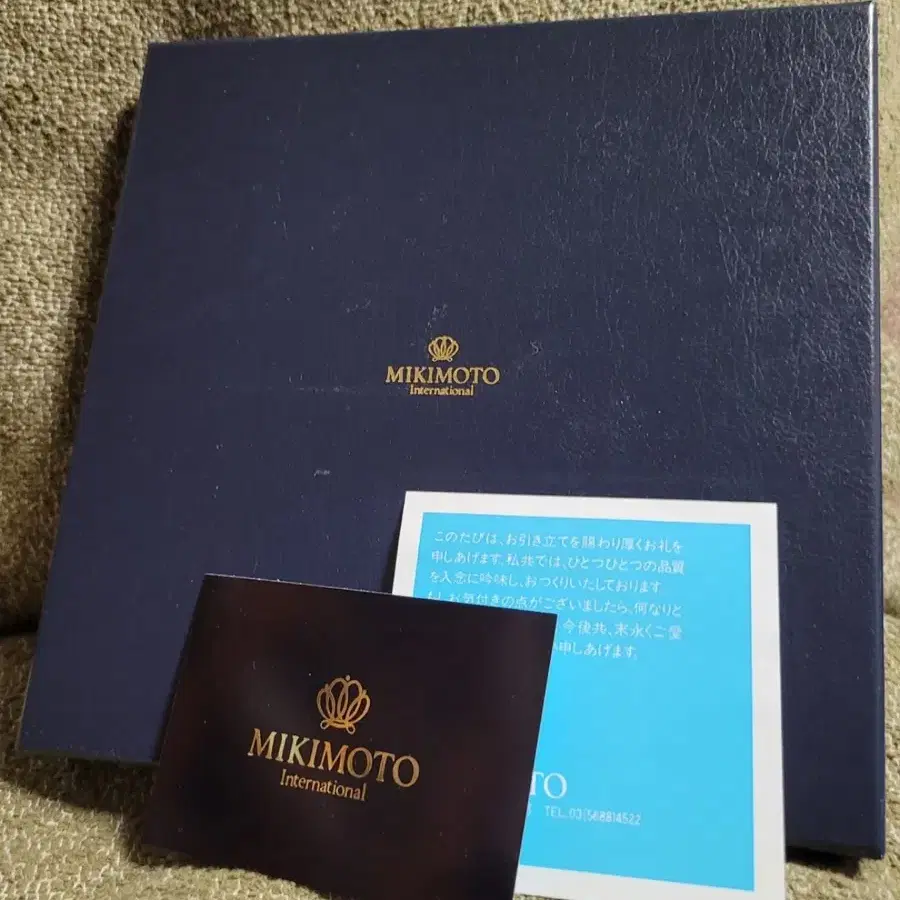 MIKIMOTO
International
このたびは、お引き立てを賜わり厚くお礼を
申しあげます。私共では、ひとつひとつの品質
を入念に吟味し、おつくりいたしております
もしお気付きの点がございましたら、何なりと
今後共、末永くご愛
申しあげます。
MIKIMOTO
International
TO
TEL.03(5688)4522